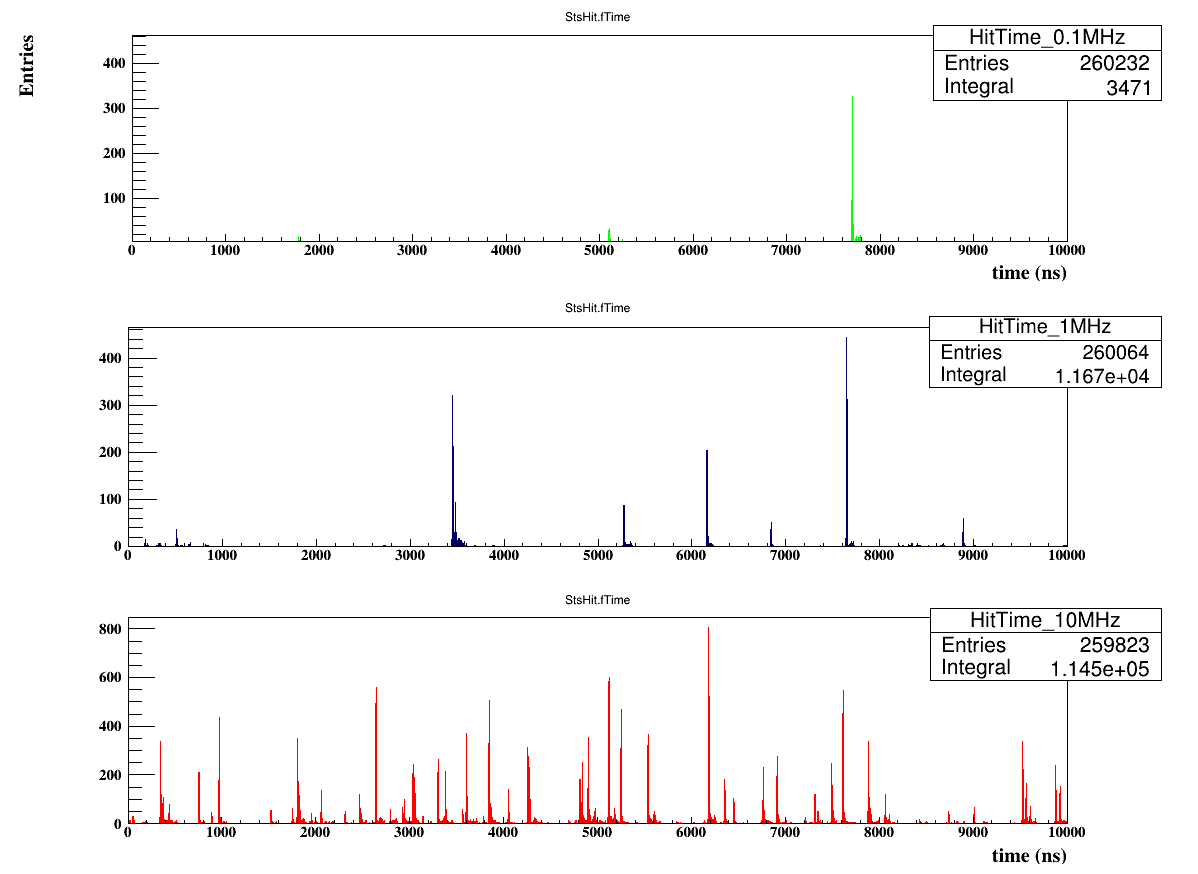 StsHit.fTime
Entries
HitTime_0.1MHz
Entries 260232
Integral 3471
400
300
200
100
0 1000 2000 3000 4000 5000 6000 7000 8000 9000 10000
time (ns)
StsHit.fTime
HitTime_1MHz
Entries 260064
Integral 1.167e+04
400
300
200
100
0
0 1000 2000 3000 4000 5000 6000 7000 8000 9000 10000
StsHit.fTime
HitTime_10MHz
Entries 259823
Integral 1.145e+05
800
600
400
200
0
0 1000 2000 3000 4000 5000 6000 7000 8000 9000 10000
time (ns)